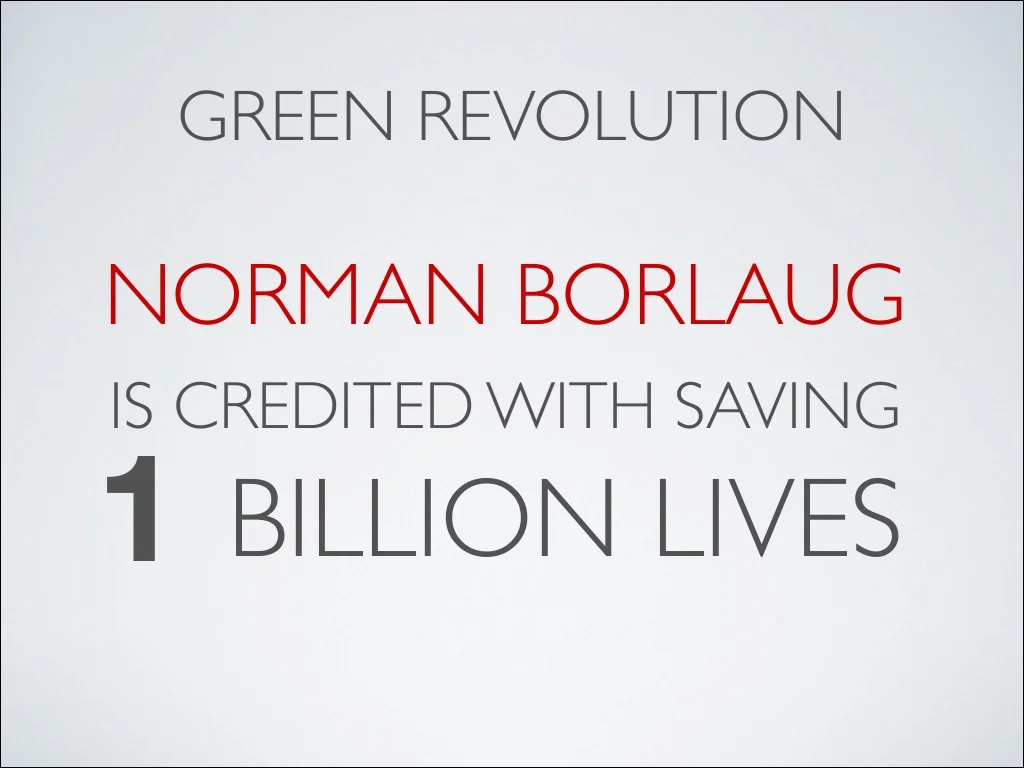 GREEN REVOLUTION
NORMAN BORLAUG
IS CREDITED WITH SAVING
1 BILLION LIVES